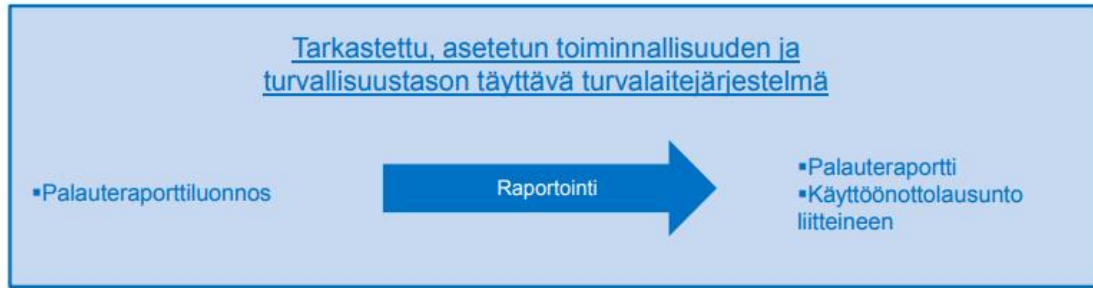 Tarkastettu, asetetun toiminnallisuuden ja
turvallisuustason täyttävä turvalaitejärjestelmä
▪Palauteraporttiluonnos
Raportointi
▪Palauteraportti
▪Käyttöönottolausunto
liitteineen